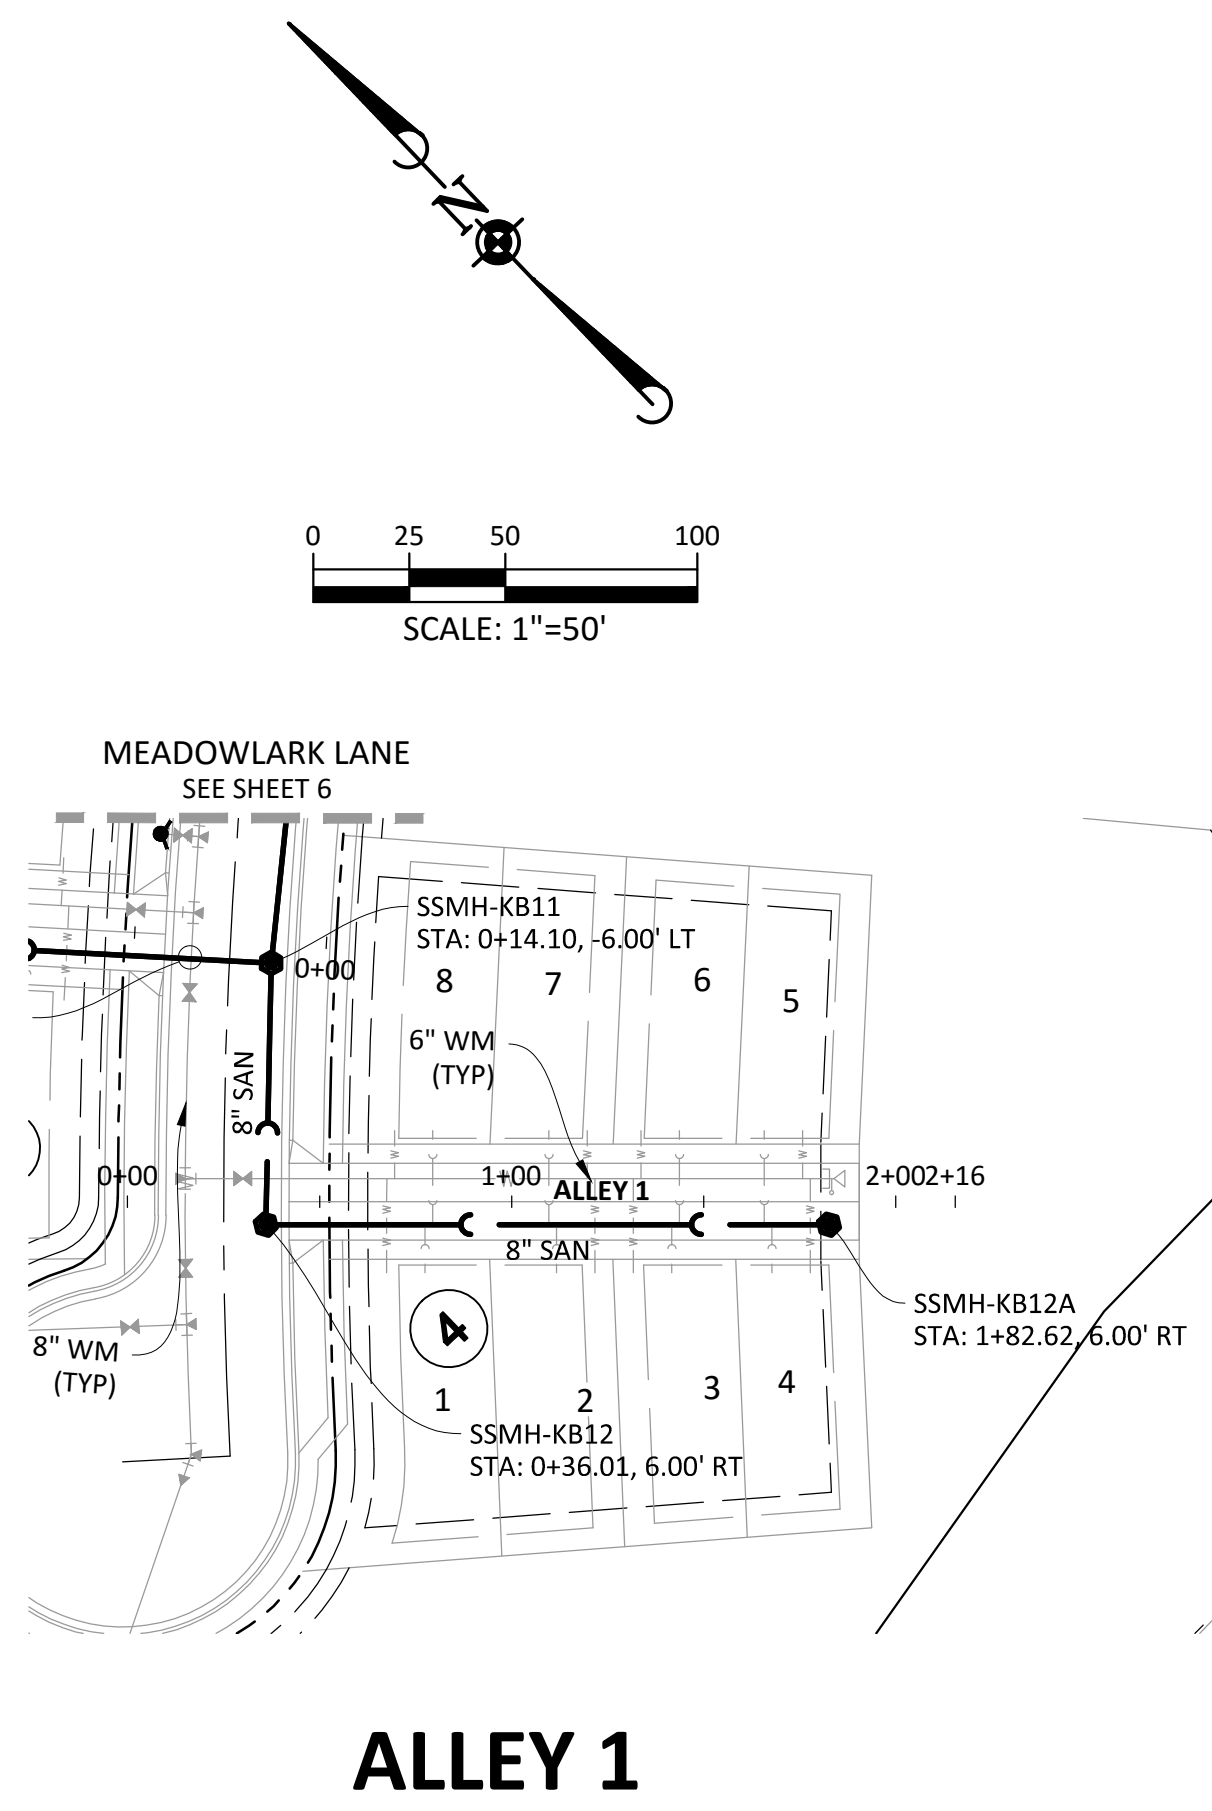 N
0 25 50 100
SCALE: 1"=50'
MEADOWLARK LANE
SEE SHEET 6
SSMH-KB11
STA: 0+14.10, -6.00' LT
0+00
8 7 6 5
6" WM
(TYP)
8" SAN
0+00 1+00 2+00 2+16
ALLEY 1
8" SAN
SSMH-KB12A
STA: 1+82.62, 6.00' RT
4
8" WM
(TYP)
1 2 3 4
SSMH-KB12
STA: 0+36.01, 6.00' RT
ALLEY 1